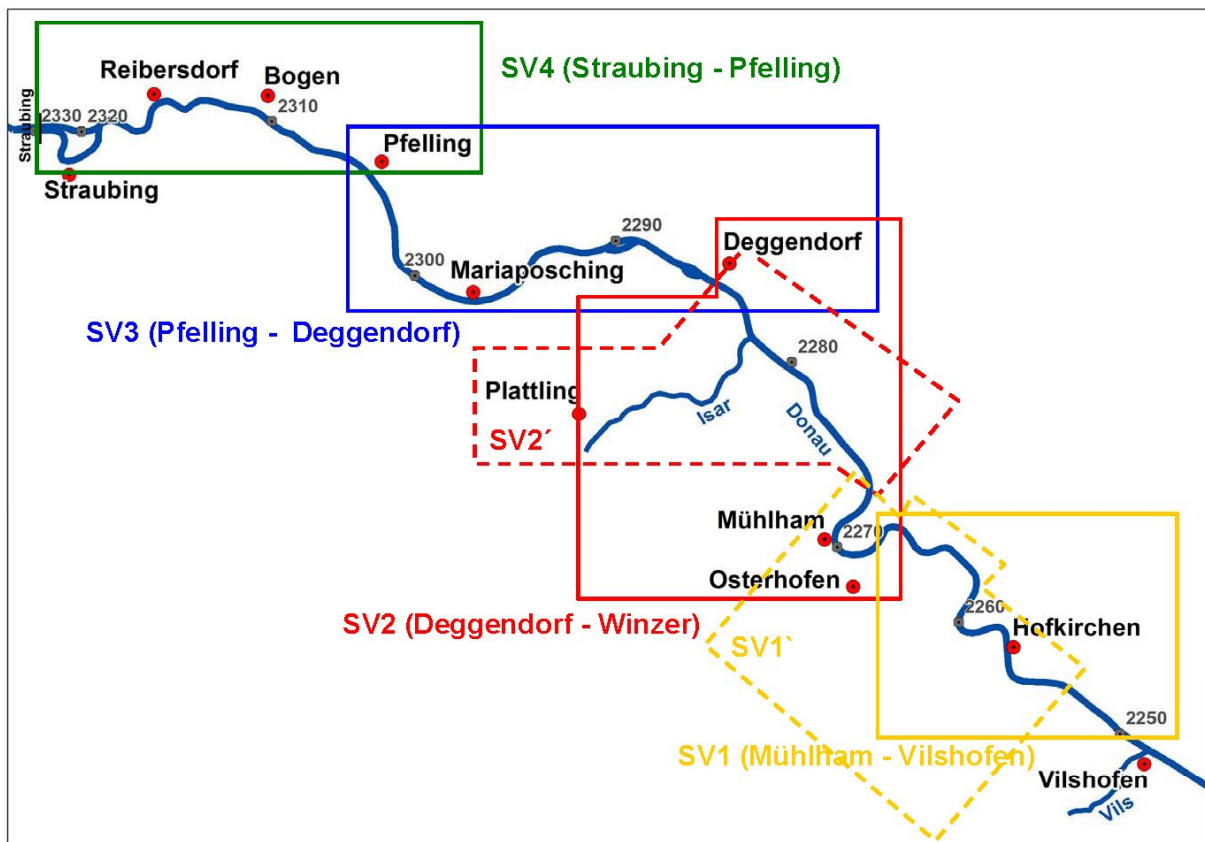 Reibersdorf
Bogen
SV4 (Straubing - Pfelling)
2330
2320
2310
Straubing
Pfelling
Straubing
2290
Deggendorf
2300
Mariaposching
SV3 (Pfelling - Deggendorf)
2280
Plattling
Isar
Donau
SV2´
Mühlham
2270
Osterhofen
2260
SV2 (Deggendorf - Winzer)
Hofkirchen
SV1`
2250
SV1 (Mühlham - Vilshofen)
Vilshofen
Vils